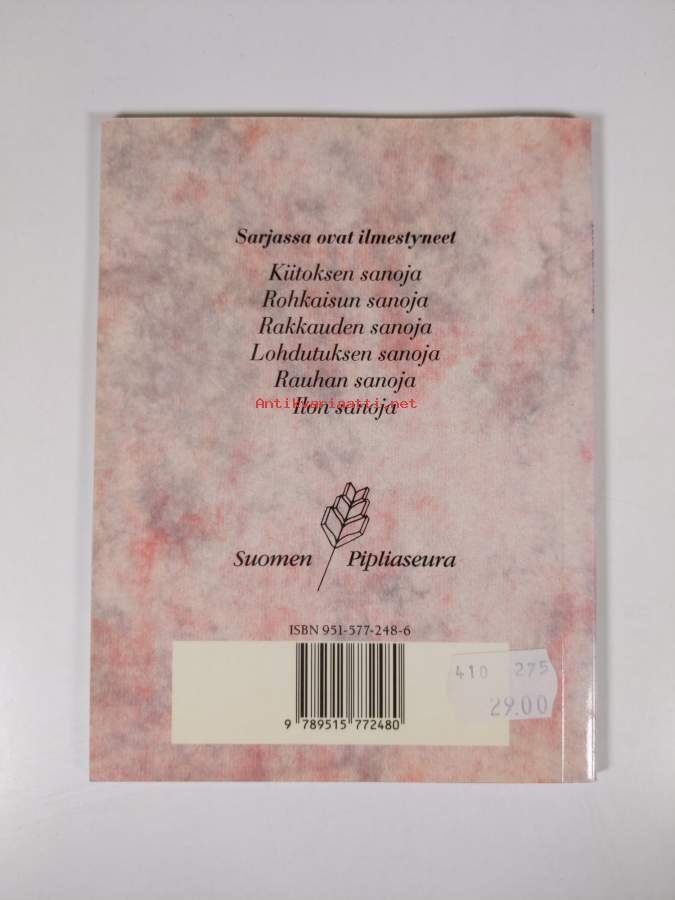 Sarjassa ovat ilmestyneet
Kiitoksen sanoja
Rohkaisun sanoja
Rakkauden sanoja
Lohdutuksen sanoja
Rauhan sanoja
Ilon sanoja
Antikvariaatti.net
Suomen Pipliaseura
ISBN 951-577-248-6
9 789515 772480
410 275
29.00